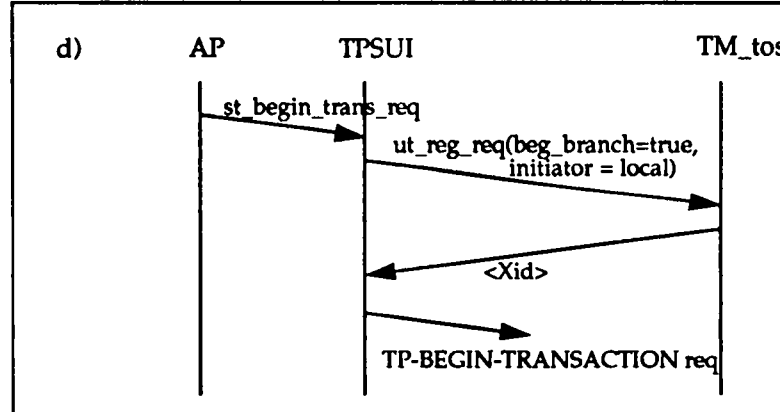 d) AP TPSUI TM_tos
st_begin_trans_req
ut_reg_req(beg_branch=true,
initiator = local)
<Xid>
TP-BEGIN-TRANSACTION req